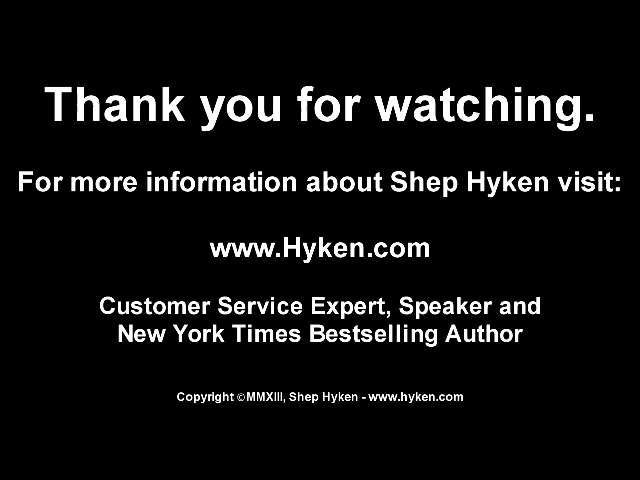 Thank you for watching.
For more information about Shep Hyken visit:
www.Hyken.com
Customer Service Expert, Speaker and
New York Times Bestselling Author
Copyright ©MMXIII, Shep Hyken - www.hyken.com